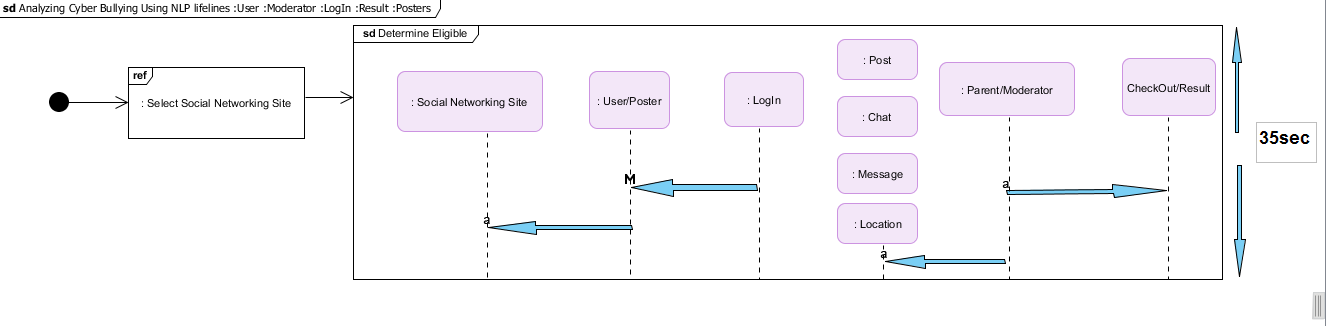 sd Analyzing Cyber Bullying Using NLP lifelines :User :Moderator :LogIn :Result :Posters
sd Determine Eligible
ref
: Select Social Networking Site
: Social Networking Site
: User/Poster
: LogIn
: Post
: Chat
: Message
: Location
: Parent/Moderator
CheckOut/Result
35sec
M
a
a
a